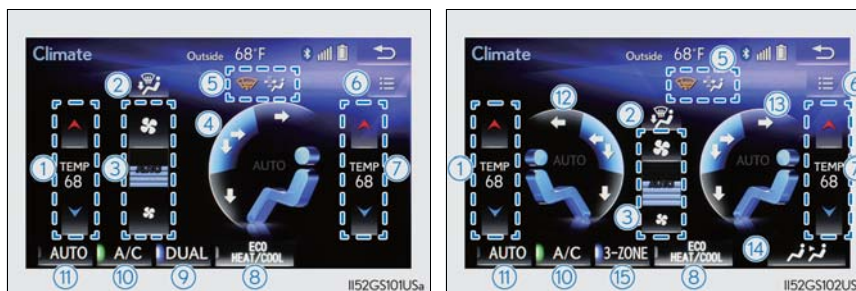 Climate
Outside 68°F
② ⑤ ⑥
④
① TEMP 68
③
AUTO
TEMP 68 ⑦
AUTO A/C DUAL ECO HEAT/COOL
⑪ ⑩ ⑨ ⑧
II52GS101USa
Climate
Outside 68°F
⑤
⑫ ② ⑬ 6
① TEMP 68
AUTO
③
AUTO
TEMP 68 7
⑭
AUTO A/C 3-ZONE ECO HEAT/COOL
⑪ ⑩ ⑮ ⑧
II52GS102US